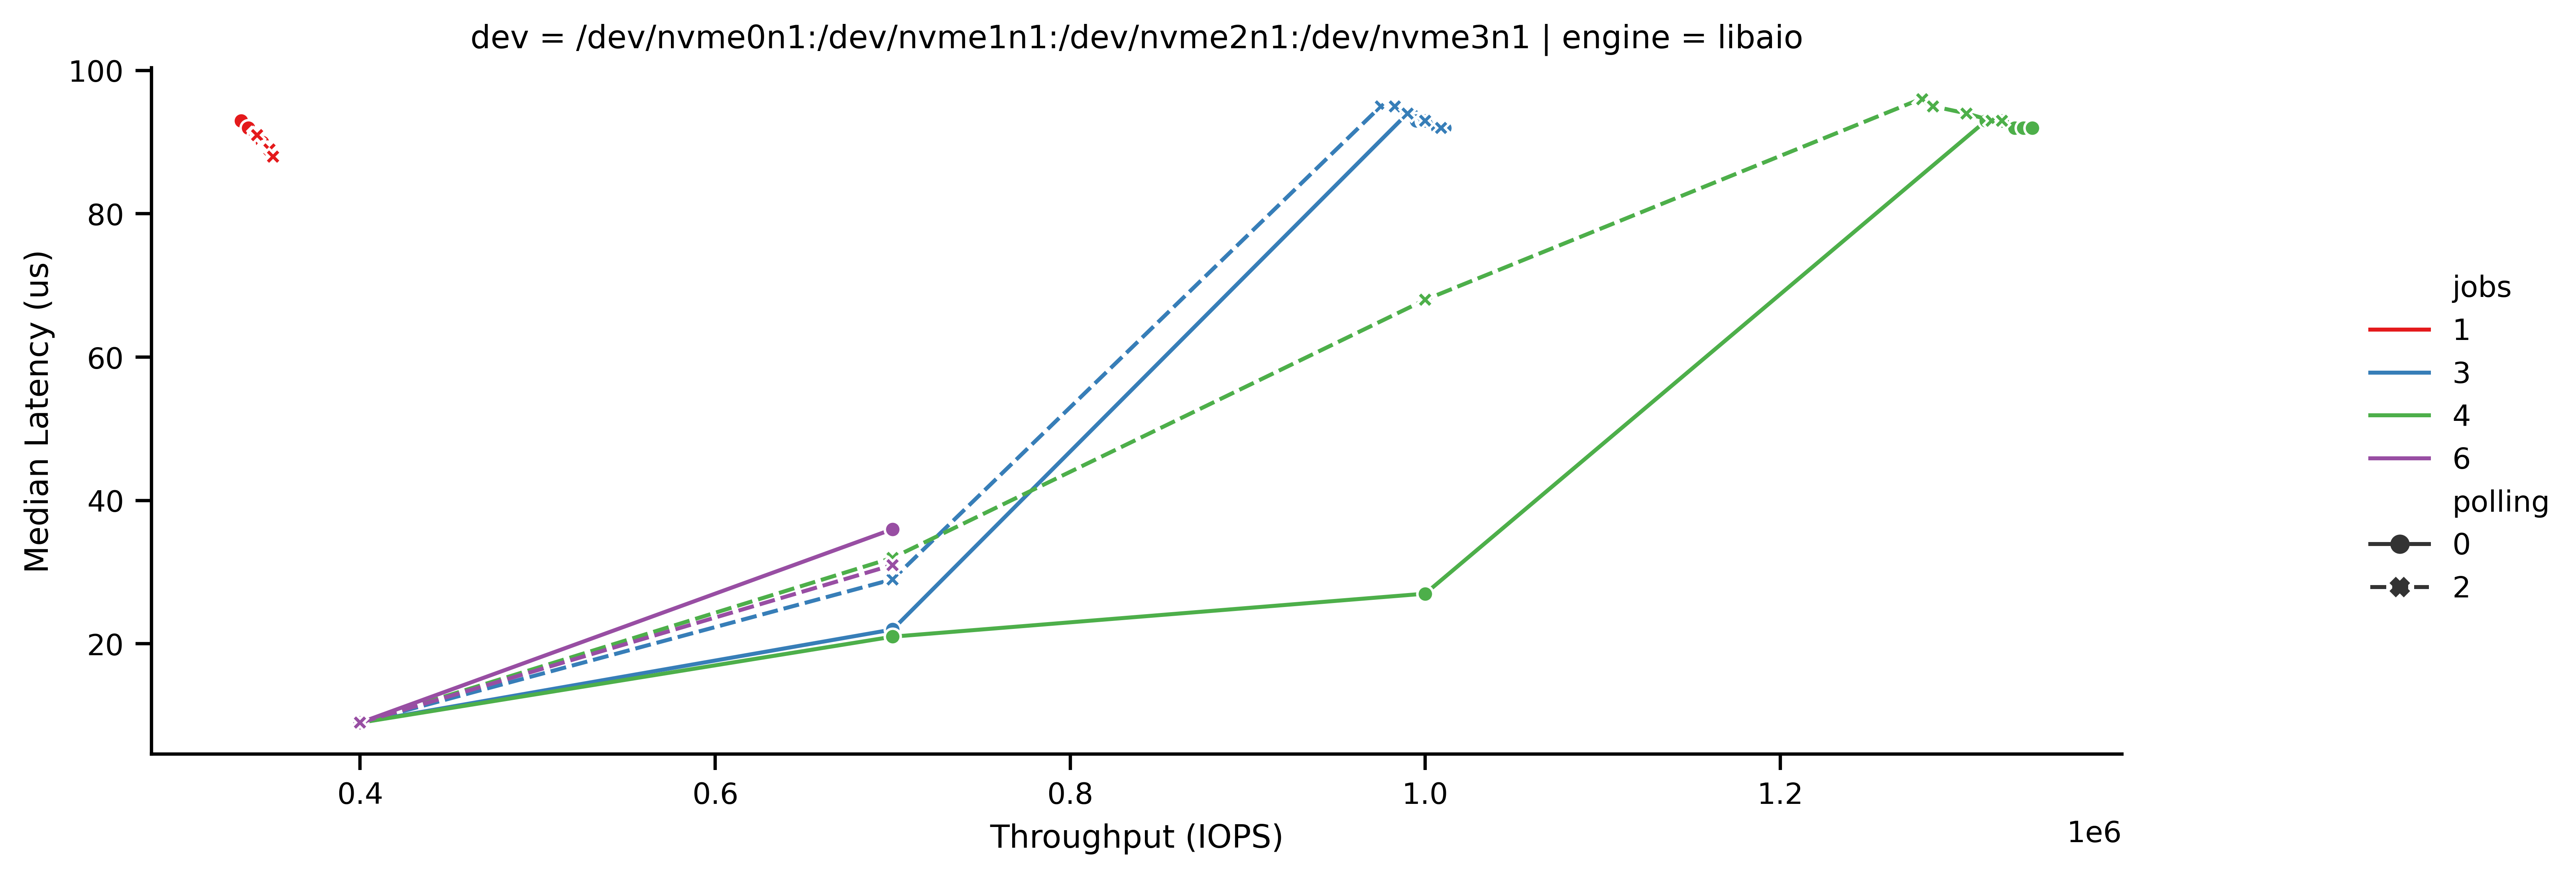 dev = /dev/nvme0n1:/dev/nvme1n1:/dev/nvme2n1:/dev/nvme3n1 | engine = libaio
100
80
60
40
20
Median Latency (us)
0.4 0.6 0.8 1.0 1.2
1e6
Throughput (IOPS)
jobs
1
3
4
6
polling
0
2